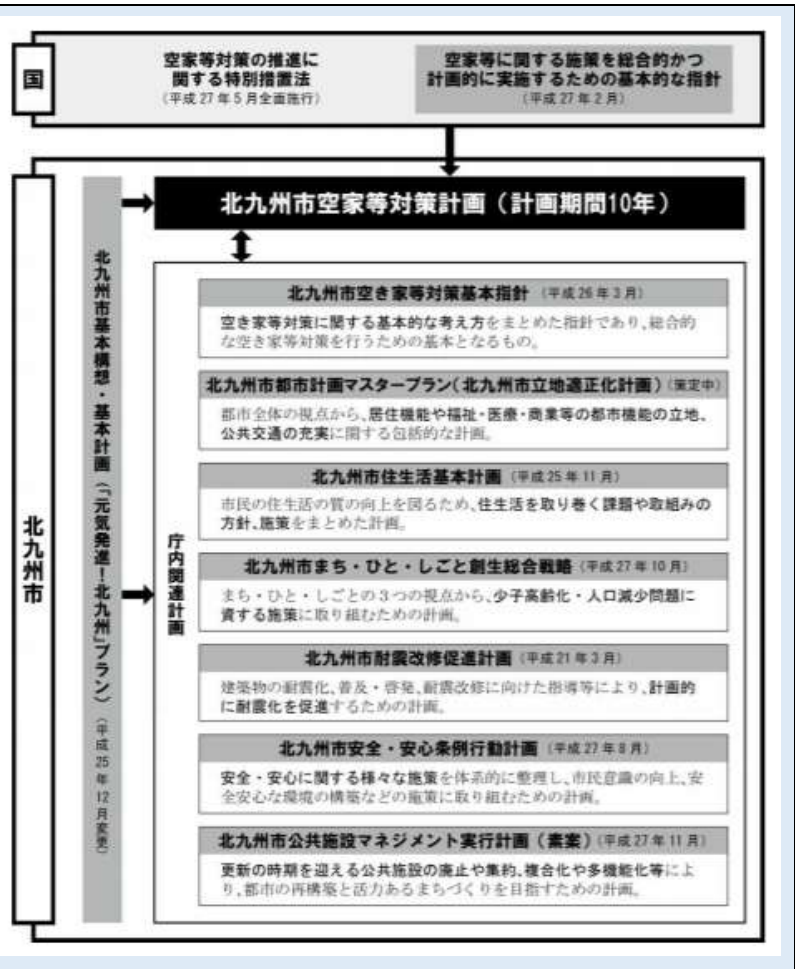 国
空家等対策の推進に
関する特別措置法
（平成27年5月全面施行）
空家等に関する施策を総合的かつ
計画的に実施するための基本的な指針
（平成27年2月）
北九州市
北九州市基本構想・基本計画（「元気発進！北九州」プラン）（平成25年12月変更）
北九州市空家等対策計画（計画期間10年）
庁内関連計画
北九州市空き家等対策基本指針（平成26年3月）
空き家等対策に関する基本的な考え方をまとめた指針であり、総合的
な空き家等対策を行うための基本となるもの。
北九州市都市計画マスタープラン（北九州市立地適正化計画）（策定中）
都市全体の視点から、居住機能や福祉・医療・商業等の都市機能の立地、
公共交通の充実に関する包括的な計画。
北九州市住生活基本計画（平成25年11月）
市民の住生活の質の向上を図るため、住生活を取り巻く課題や取組みの
方針、施策をまとめた計画。
北九州市まち・ひと・しごと創生総合戦略（平成27年10月）
まち・ひと・しごとの3つの視点から、少子高齢化・人口減少問題に
資する施策に取り組むための計画。
北九州市耐震改修促進計画（平成21年3月）
建築物の耐震化、普及・啓発、耐震改修に向けた指導等により、計画的
に耐震化を促進するための計画。
北九州市安全・安心条例行動計画（平成27年8月）
安全・安心に関する様々な施策を体系的に整理し、市民意識の向上、安
全安心な環境の構築などの施策に取り組むための計画。
北九州市公共施設マネジメント実行計画（素案）（平成27年11月）
更新の時期を迎える公共施設の廃止や集約、複合化や多機能化等によ
り、都市の再構築と活力あるまちづくりを目指すための計画。